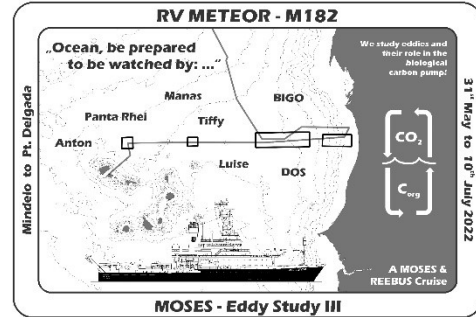 RV METEOR - M182
„Ocean, be prepared
to be watched by: ...“
We study eddies and
their role in the
biological
carbon pump!
Manas
BIGO
Panta Rhei
Tiffy
Anton
Luise
DOS
CO₂
C_org
A MOSES &
REEBUS Cruise
Mindelo to Pt. Delgada
31st May to 10th July 2022
MOSES - Eddy Study III